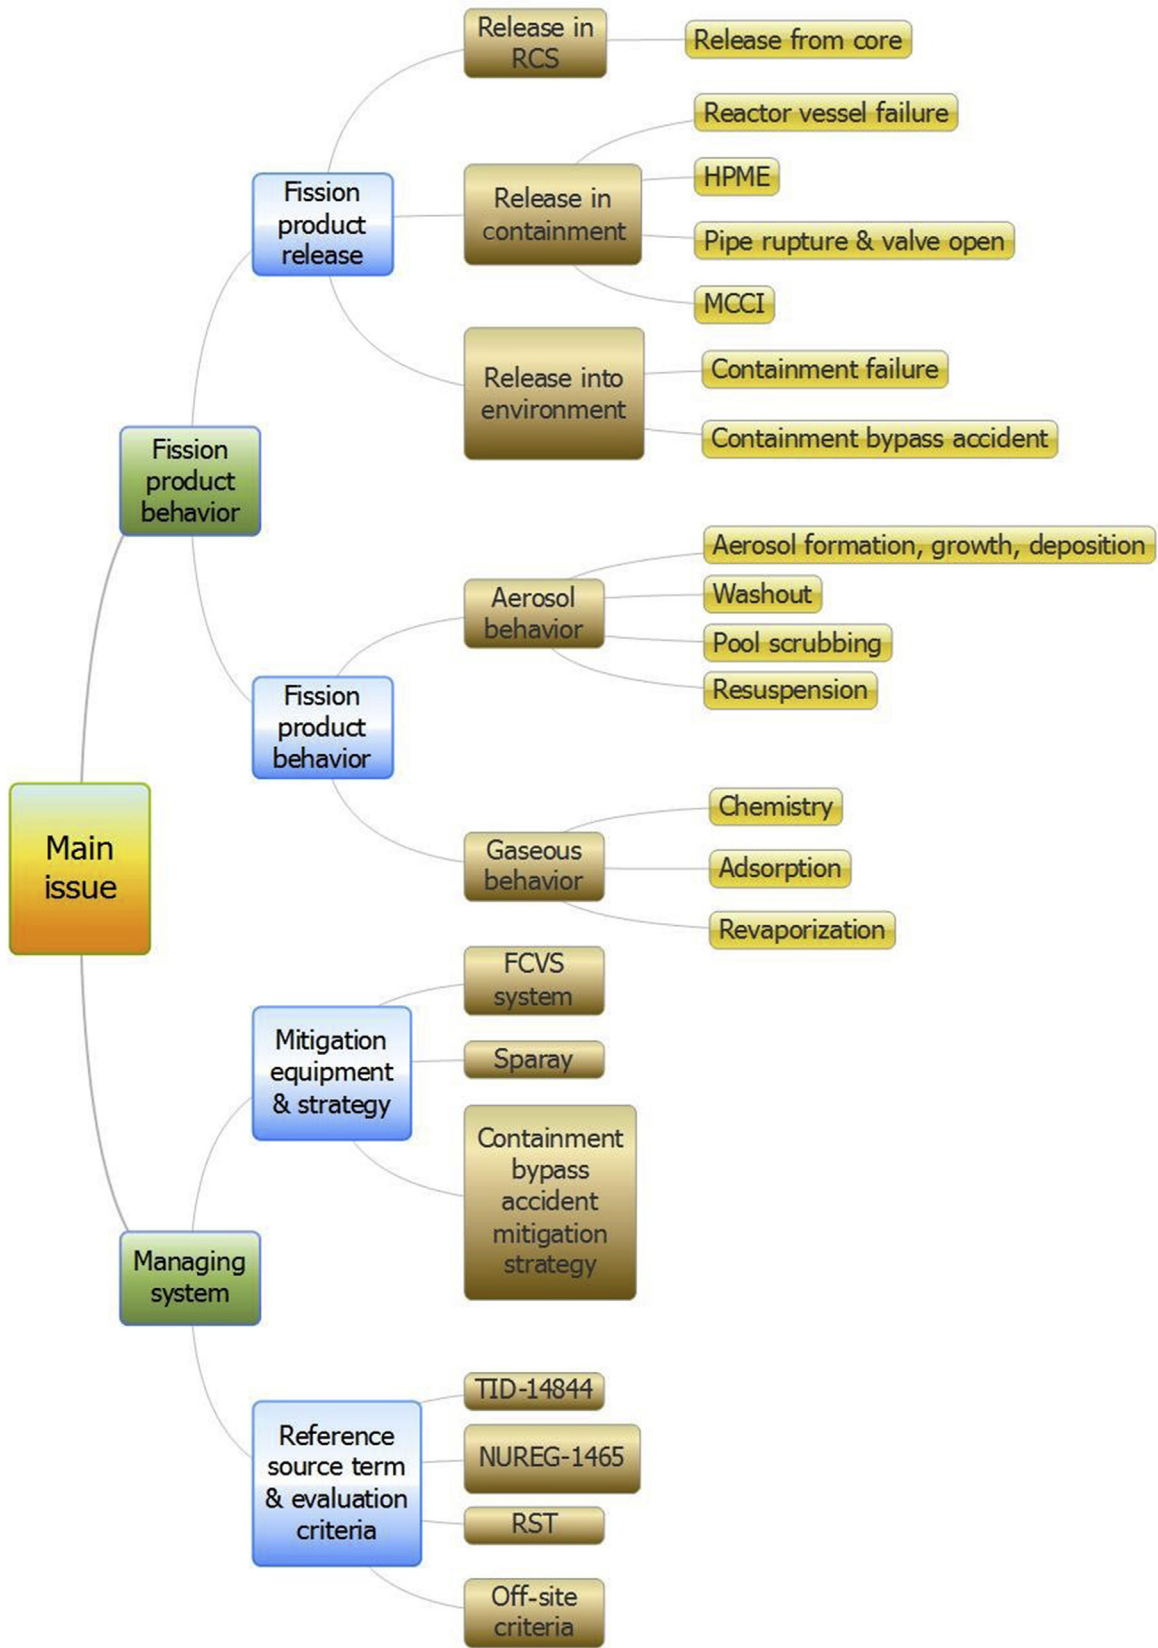 Release in
RCS
Release from core
Fission
product
release
Release in
containment
Reactor vessel failure
HPME
Pipe rupture & valve open
MCCI
Release into
environment
Containment failure
Containment bypass accident
Fission
product
behavior
Fission
product
behavior
Aerosol
behavior
Aerosol formation, growth, deposition
Washout
Pool scrubbing
Resuspension
Gaseous
behavior
Chemistry
Adsorption
Revaporization
Main
issue
Managing
system
Mitigation
equipment
& strategy
FCVS
system
Sparay
Containment
bypass
accident
mitigation
strategy
Reference
source term
& evaluation
criteria
TID-14844
NUREG-1465
RST
Off-site
criteria